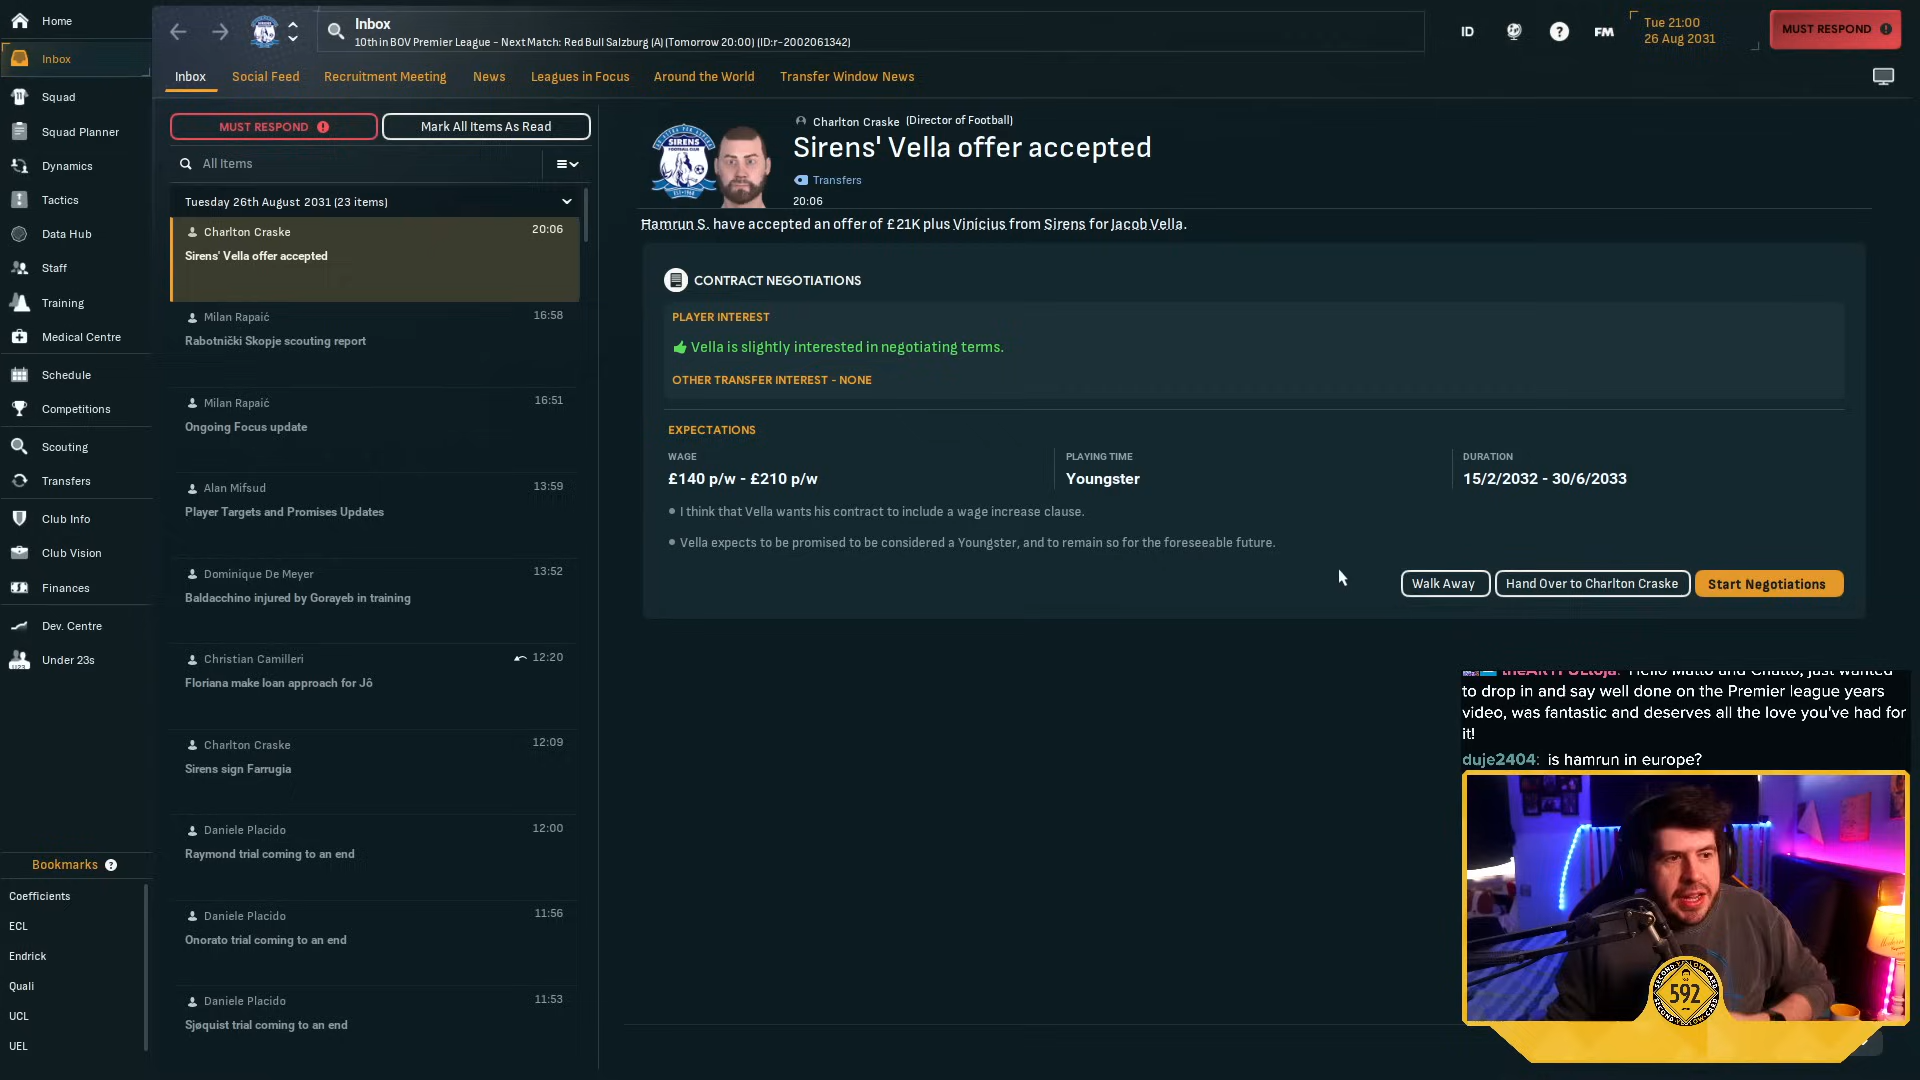 Home
Inbox
Squad
Squad Planner
Dynamics
Tactics
Data Hub
Staff
Training
Medical Centre
Schedule
Competitions
Scouting
Transfers
Club Info
Club Vision
Finances
Dev. Centre
Under 23s
Bookmarks ?
Coefficients
ECL
Endrick
Quali
UCL
UEL
Inbox
10th in BOV Premier League - Next Match: Red Bull Salzburg (A) (Tomorrow 20:00) (ID:r-2002061342)
ID
?
FM
Tue 21:00
26 Aug 2031
MUST RESPOND !
Inbox Social Feed Recruitment Meeting News Leagues in Focus Around the World Transfer Window News
MUST RESPOND !
Mark All Items As Read
All Items
Tuesday 26th August 2031 (23 items)
Charlton Craske 20:06
Sirens' Vella offer accepted
Milan Rapaić 16:58
Rabotnički Skopje scouting report
Milan Rapaić 16:51
Ongoing Focus update
Alan Mifsud 13:59
Player Targets and Promises Updates
Dominique De Meyer 13:52
Baldacchino injured by Gorayeb in training
Christian Camilleri 12:20
Floriana make loan approach for Jô
Charlton Craske 12:09
Sirens sign Farrugia
Daniele Placido 12:00
Raymond trial coming to an end
Daniele Placido 11:56
Onorato trial coming to an end
Daniele Placido 11:53
Sjøquist trial coming to an end
SIRENS
Charlton Craske (Director of Football)
Sirens' Vella offer accepted
Transfers
20:06
Ħamrun S. have accepted an offer of £21K plus Vinícius from Sirens for Jacob Vella.
CONTRACT NEGOTIATIONS
PLAYER INTEREST
Vella is slightly interested in negotiating terms.
OTHER TRANSFER INTEREST - NONE
EXPECTATIONS
WAGE
£140 p/w - £210 p/w
PLAYING TIME
Youngster
DURATION
15/2/2032 - 30/6/2033
I think that Vella wants his contract to include a wage increase clause.
Vella expects to be promised to be considered a Youngster, and to remain so for the foreseeable future.
Walk Away
Hand Over to Charlton Craske
Start Negotiations
Hello Matto and Chatto, just wanted
to drop in and say well done on the Premier league years
video, was fantastic and deserves all the love you've had for
it!
duje2404: is hamrun in europe?
SECOND YELLOW CARD
592